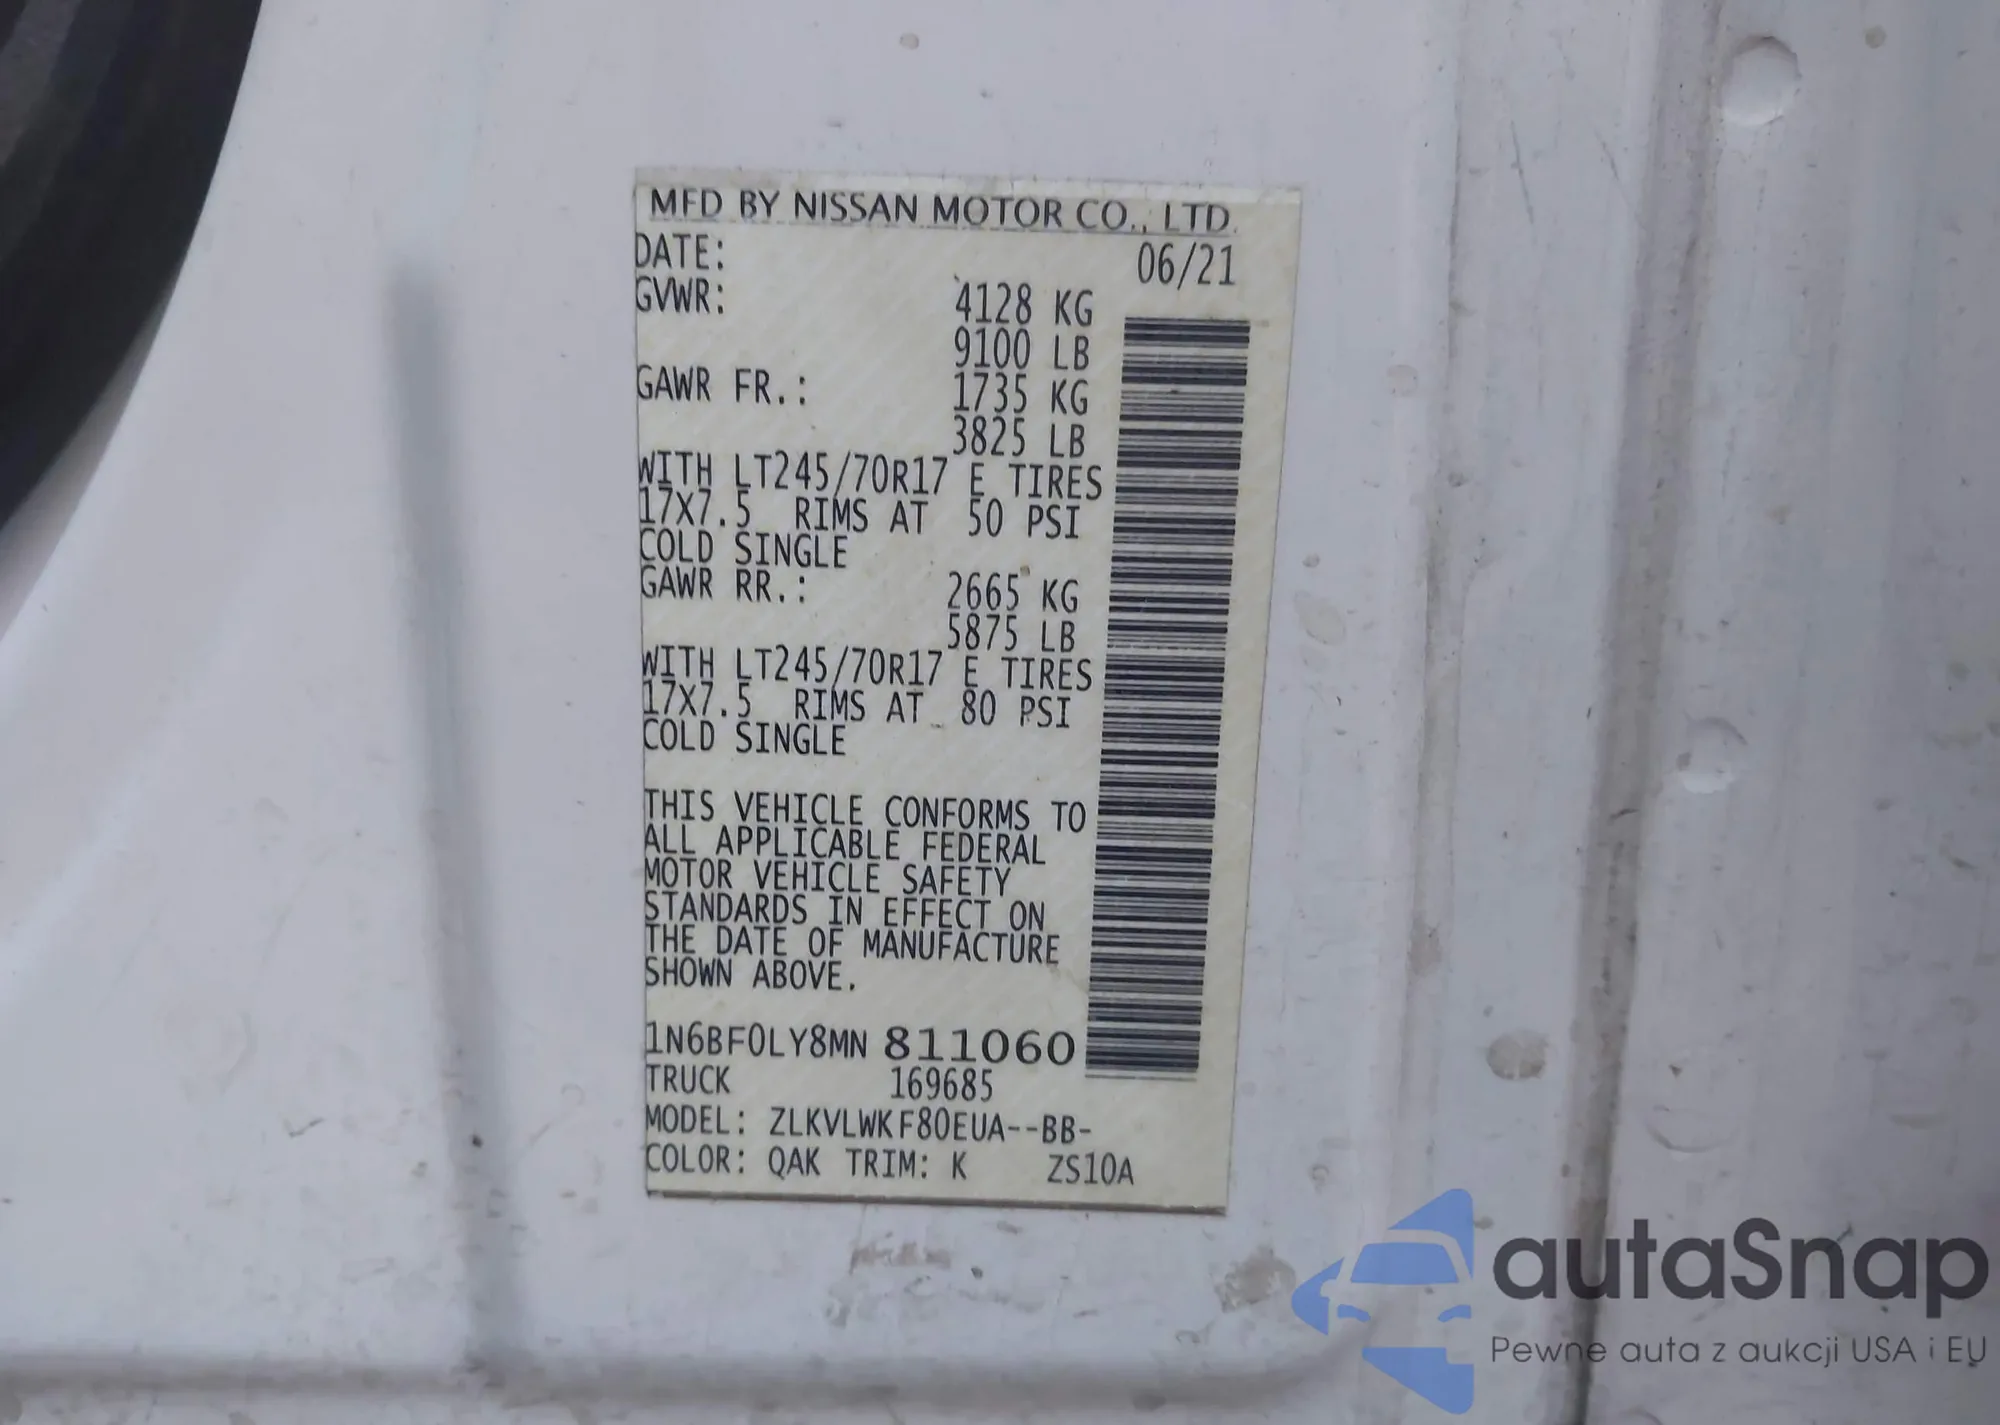 MFD BY NISSAN MOTOR CO., LTD.
DATE: 06/21
GVWR: 4128 KG
9100 LB
GAWR FR.: 1735 KG
3825 LB
WITH LT245/70R17 E TIRES
17X7.5 RIMS AT 50 PSI
COLD SINGLE
GAWR RR.: 2665 KG
5875 LB
WITH LT245/70R17 E TIRES
17X7.5 RIMS AT 80 PSI
COLD SINGLE
THIS VEHICLE CONFORMS TO
ALL APPLICABLE FEDERAL
MOTOR VEHICLE SAFETY
STANDARDS IN EFFECT ON
THE DATE OF MANUFACTURE
SHOWN ABOVE.
1N6BF0LY8MN 811060
TRUCK 169685
MODEL: ZLKVLWKF80EUA--BB-
COLOR: QAK TRIM: K ZS10A
autaSnap
Pewne auta z aukcji USA i EU